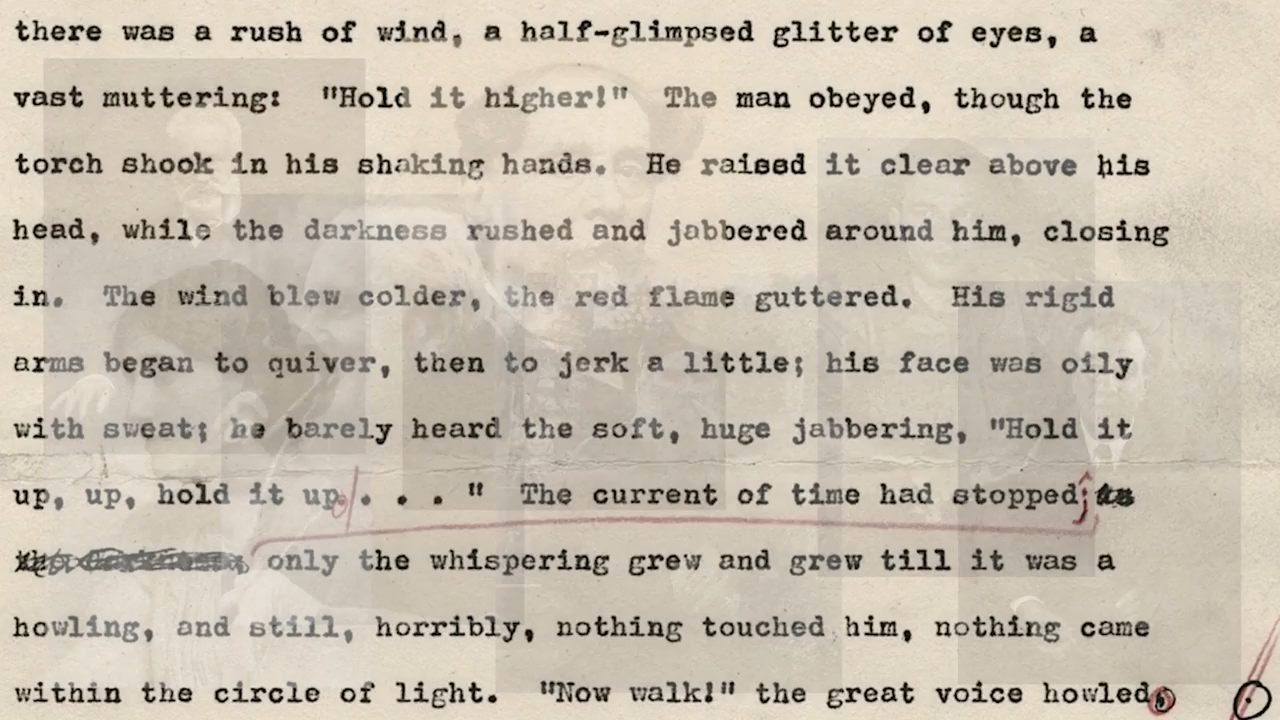 there was a rush of wind, a half-glimpsed glitter of eyes, a
vast muttering:  "Hold it higher!"  The man obeyed, though the
torch shook in his shaking hands.  He raised it clear above his
head, while the darkness rushed and jabbered around him, closing
in.  The wind blew colder, the red flame guttered.  His rigid
arms began to quiver, then to jerk a little; his face was oily
with sweat; he barely heard the soft, huge jabbering, "Hold it
up, up, hold it up. . . . "  The current of time had stopped;
only the whispering grew and grew till it was a
howling, and still, horribly, nothing touched him, nothing came
within the circle of light.  "Now walk!" the great voice howled.